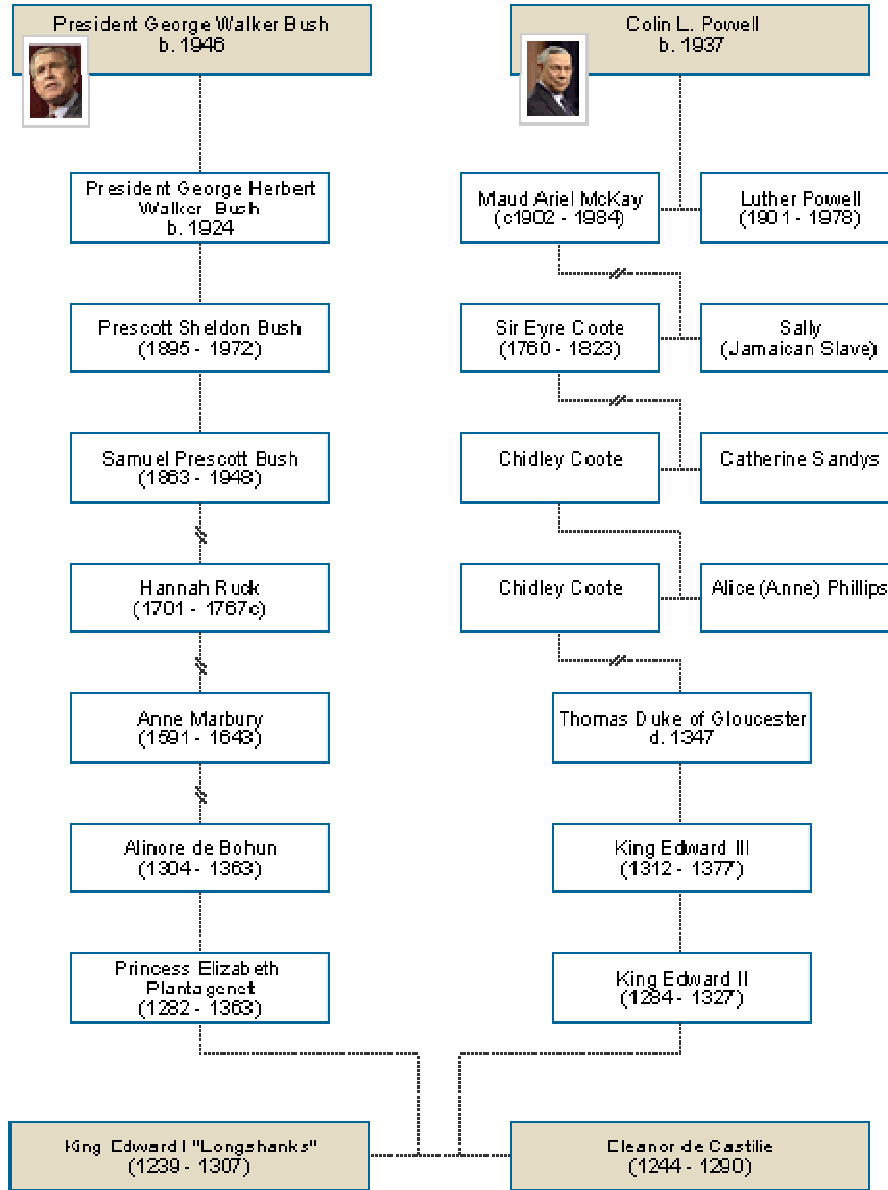 President George Walker Bush
b. 1946
Colin L. Powell
b. 1937
President George Herbert
Walker Bush
b. 1924
Maud Ariel McKay
(c1902 - 1984)
Luther Powell
(1901 - 1978)
Prescott Sheldon Bush
(1895 - 1972)
Sir Eyre Coote
(1760 - 1823)
Sally
(Jamaican Slave)
Samuel Prescott Bush
(1863 - 1948)
Chidley Coote
Catherine Sandys
Hannah Ruck
(1701 - 1767c)
Chidley Coote
Alice (Anne) Phillips
Anne Marbury
(1591 - 1643)
Thomas Duke of Gloucester
d. 1347
Alinore de Bohun
(1304 - 1363)
King Edward III
(1312 - 1377)
Princess Elizabeth
Plantagenett
(1282 - 1363)
King Edward II
(1284 - 1327)
King Edward I "Longshanks"
(1239 - 1307)
Eleanor de Castilie
(1244 - 1290)